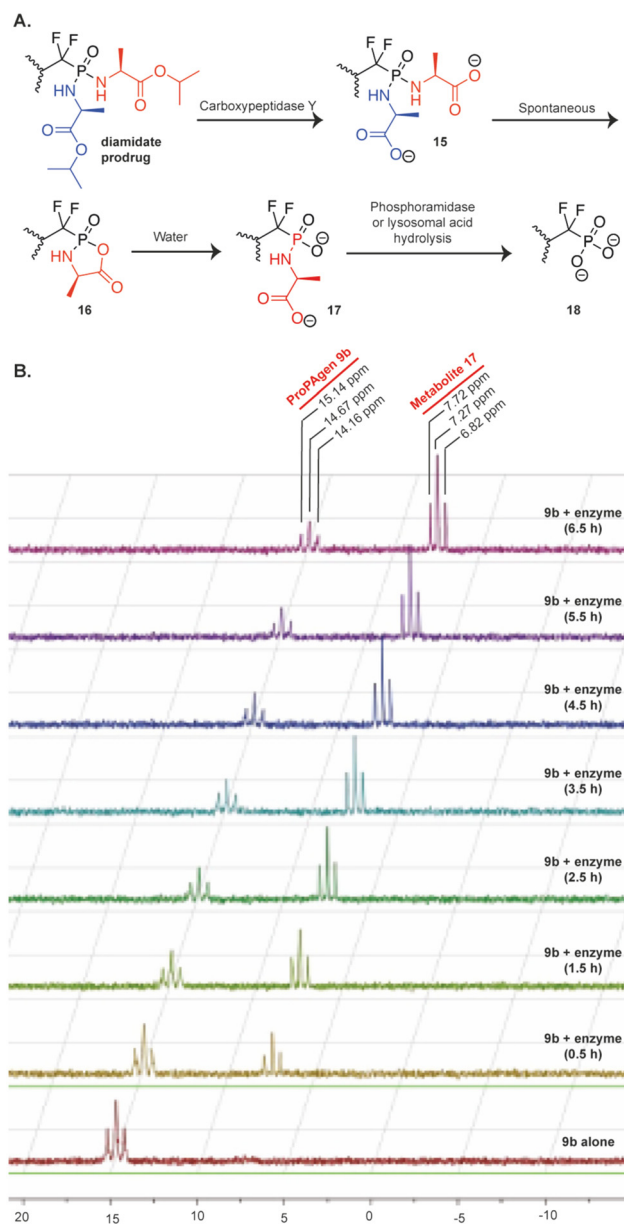 A.
F F
O
P
N
H
O
O
HN
O
O
diamidate
prodrug
Carboxypeptidase Y
F F
O
P
N
H
O
O⊖
HN
O
O⊖
15
Spontaneous
F F
O
P
HN
O
O
16
Water
F F
O
P
O⊖
HN
O
O⊖
17
Phosphoramidase
or lysosomal acid
hydrolysis
F F
O
P
O⊖
O⊖
18
B.
ProPAgen 9b
15.14 ppm
14.67 ppm
14.16 ppm
Metabolite 17
7.72 ppm
7.27 ppm
6.82 ppm
9b + enzyme
(6.5 h)
9b + enzyme
(5.5 h)
9b + enzyme
(4.5 h)
9b + enzyme
(3.5 h)
9b + enzyme
(2.5 h)
9b + enzyme
(1.5 h)
9b + enzyme
(0.5 h)
9b alone
20 15 10 5 0 -5 -10